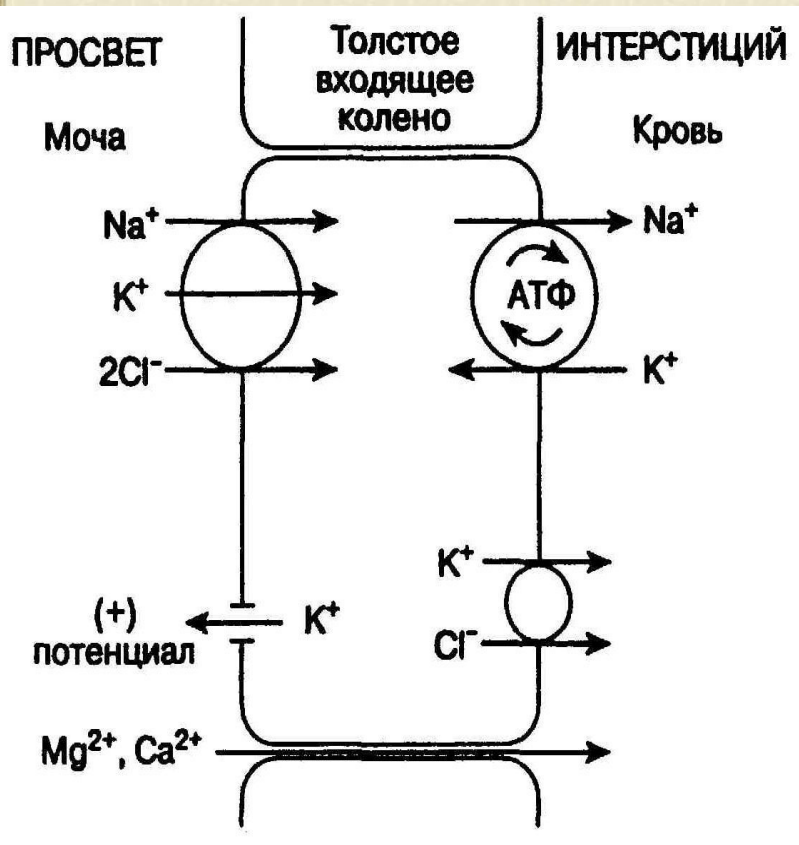 ПРОСВЕТ
Толстое
входящее
колено
ИНТЕРСТИЦИЙ
Моча
Кровь
Na⁺
Na⁺
K⁺
АТФ
2Cl⁻
K⁺
K⁺
(+)
потенциал
K⁺
Cl⁻
Mg²⁺, Ca²⁺